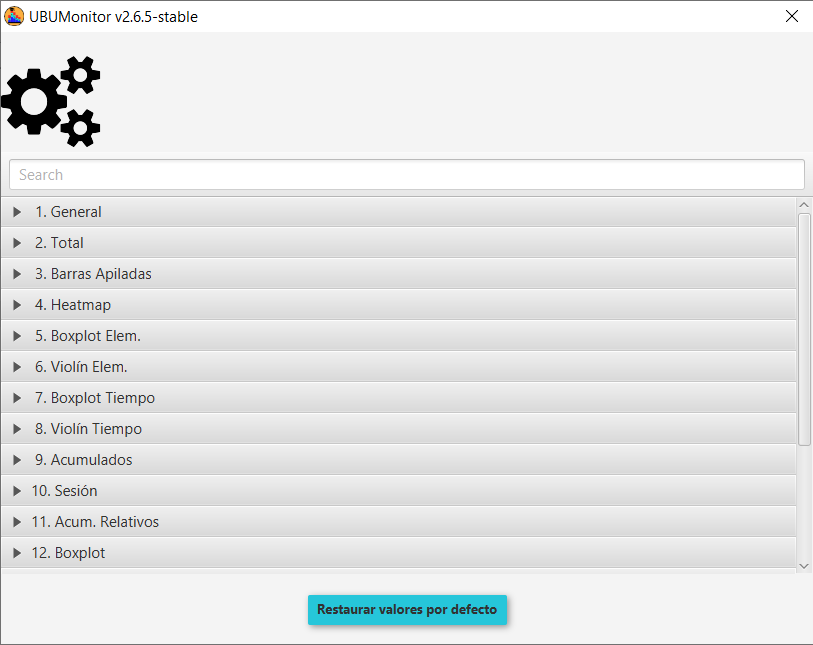 UBUMonitor v2.6.5-stable
Search
1. General
2. Total
3. Barras Apiladas
4. Heatmap
5. Boxplot Elem.
6. Violín Elem.
7. Boxplot Tiempo
8. Violín Tiempo
9. Acumulados
10. Sesión
11. Acum. Relativos
12. Boxplot
Restaurar valores por defecto